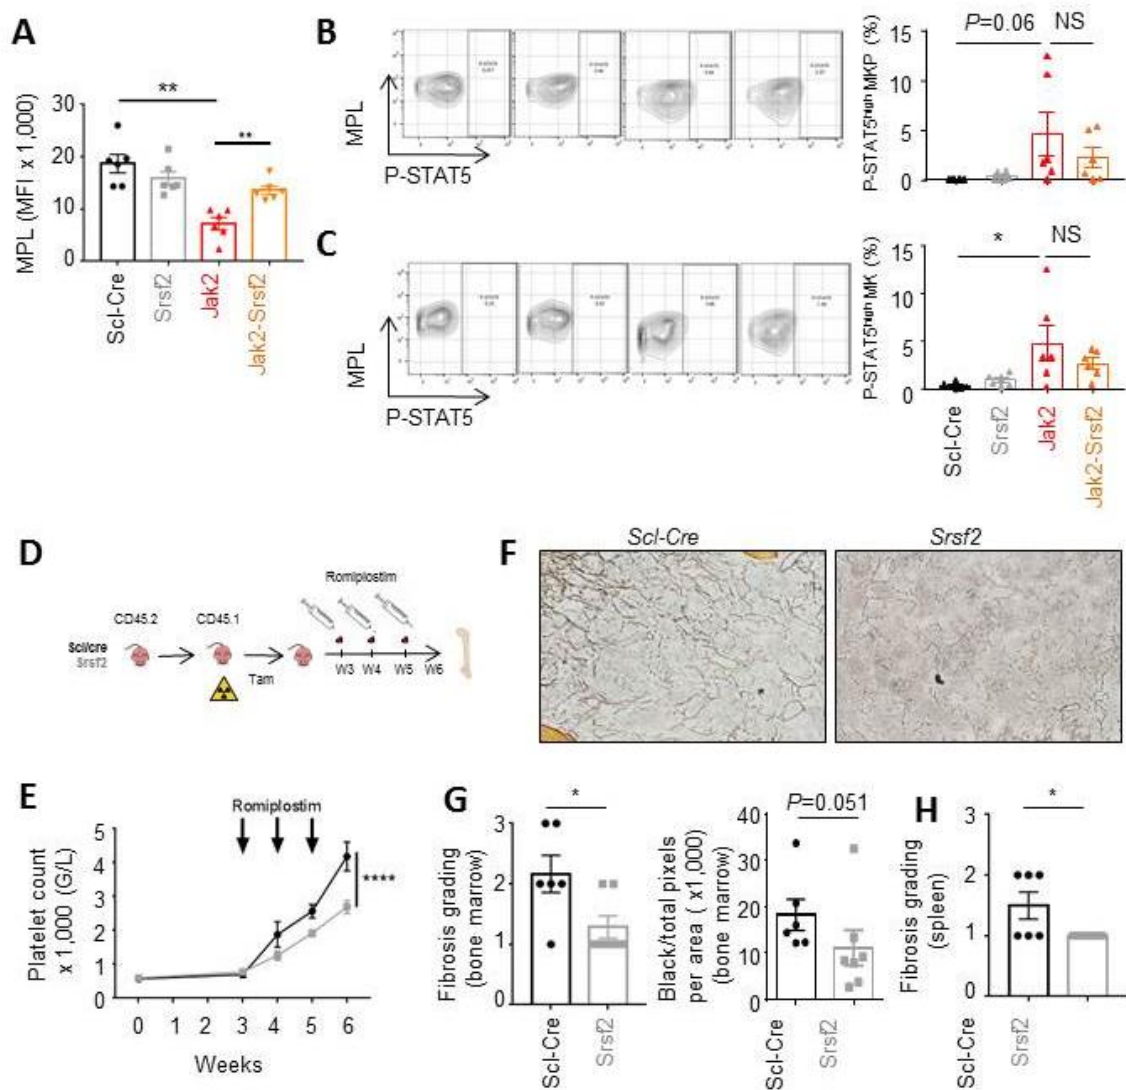 A
MPL (MFI x 1,000)
30
20
10
0
**
**
Scl-Cre
Srsf2
Jak2
Jak2-Srsf2
B
MPL
P-STAT5
P-STAT5high MKP (%)
15
10
5
0
P=0.06
NS
C
MPL
P-STAT5
P-STAT5high MK (%)
15
10
5
0
*
NS
Scl-Cre
Srsf2
Jak2
Jak2-Srsf2
D
CD45.2
CD45.1
Romiplostim
Scl/cre
Srsf2
Tam
W3
W4
W5
W6
F
Scl-Cre
Srsf2
E
Romiplostim
Platelet count
x 1,000 (G/L)
5
4
3
2
1
0
****
0 1 2 3 4 5 6
Weeks
G
Fibrosis grading
(bone marrow)
3
2
1
0
*
Scl-Cre
Srsf2
Black/total pixels
per area ( x1,000)
(bone marrow)
40
30
20
10
0
P=0.051
Scl-Cre
Srsf2
H
Fibrosis grading
(spleen)
3
2
1
0
*
Scl-Cre
Srsf2